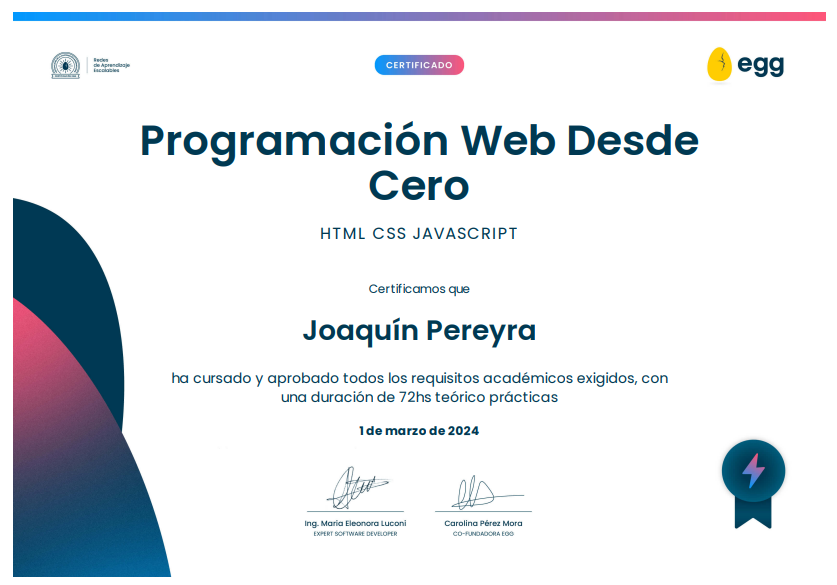 Redes
de Aprendizaje
Escalables
CERTIFICADO
egg
Programación Web Desde
Cero
HTML CSS JAVASCRIPT
Certificamos que
Joaquín Pereyra
ha cursado y aprobado todos los requisitos académicos exigidos, con
una duración de 72hs teórico prácticas
1 de marzo de 2024
Ing. Maria Eleonora Luconi
EXPERT SOFTWARE DEVELOPER
Carolina Pérez Mora
CO-FUNDADORA EGG